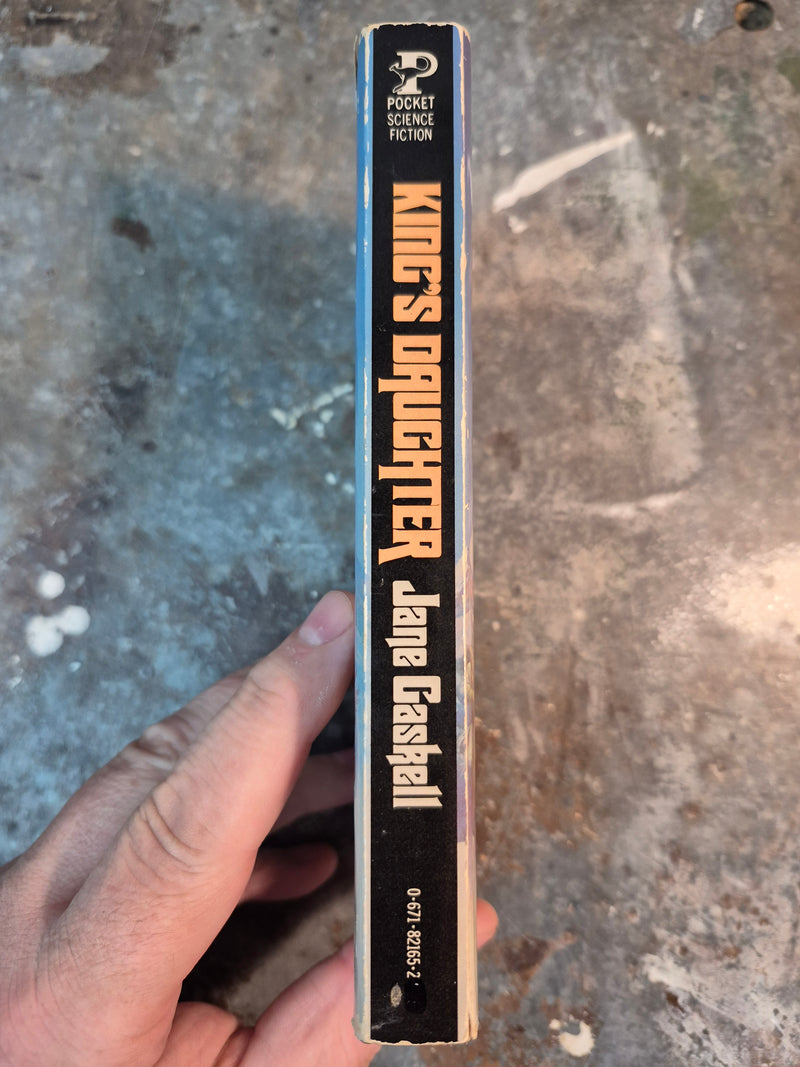 P
POCKET
SCIENCE
FICTION
KING'S DAUGHTER Jane Gaskell
0-671-82165-2